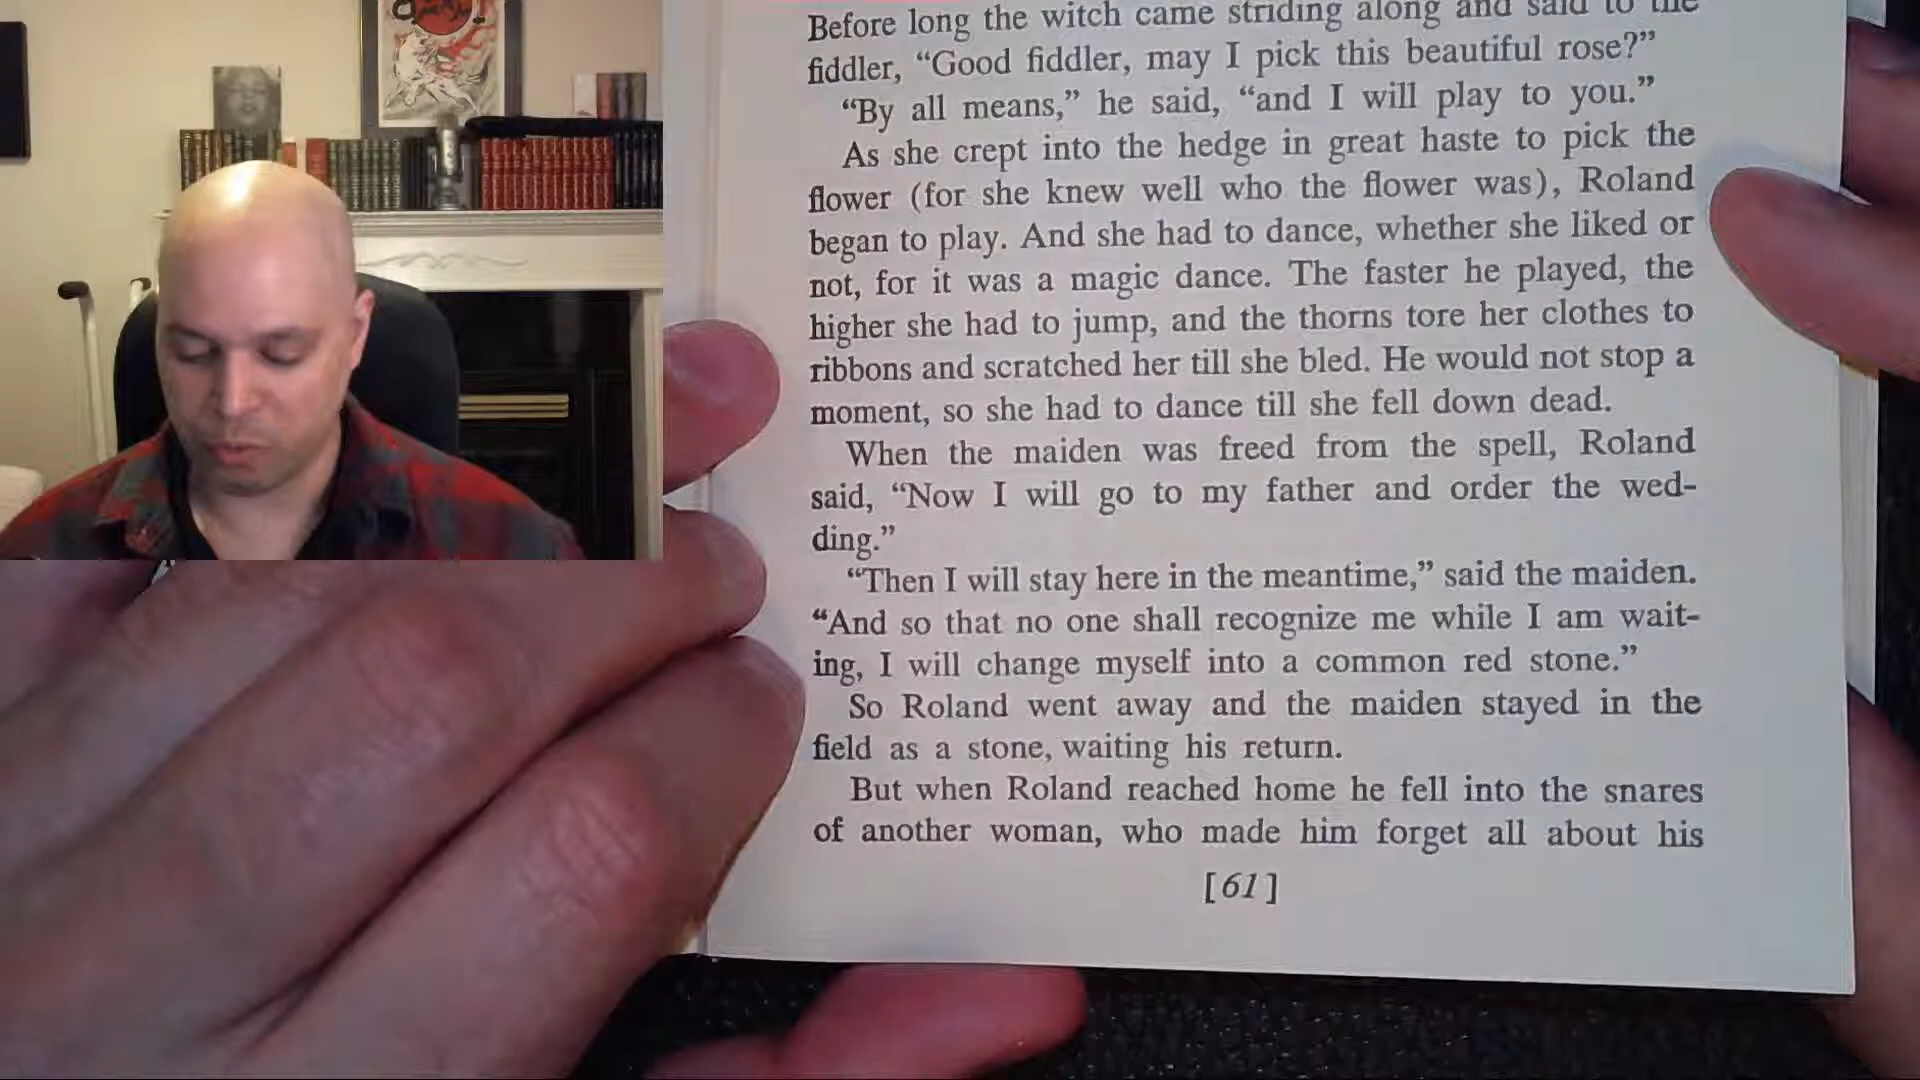 Before long the witch came striding along and said to the
fiddler, “Good fiddler, may I pick this beautiful rose?”
“By all means,” he said, “and I will play to you.”
As she crept into the hedge in great haste to pick the
flower (for she knew well who the flower was), Roland
began to play. And she had to dance, whether she liked or
not, for it was a magic dance. The faster he played, the
higher she had to jump, and the thorns tore her clothes to
ribbons and scratched her till she bled. He would not stop a
moment, so she had to dance till she fell down dead.
When the maiden was freed from the spell, Roland
said, “Now I will go to my father and order the wed-
ding.”
“Then I will stay here in the meantime,” said the maiden.
“And so that no one shall recognize me while I am wait-
ing, I will change myself into a common red stone.”
So Roland went away and the maiden stayed in the
field as a stone, waiting his return.
But when Roland reached home he fell into the snares
of another woman, who made him forget all about his
[61]